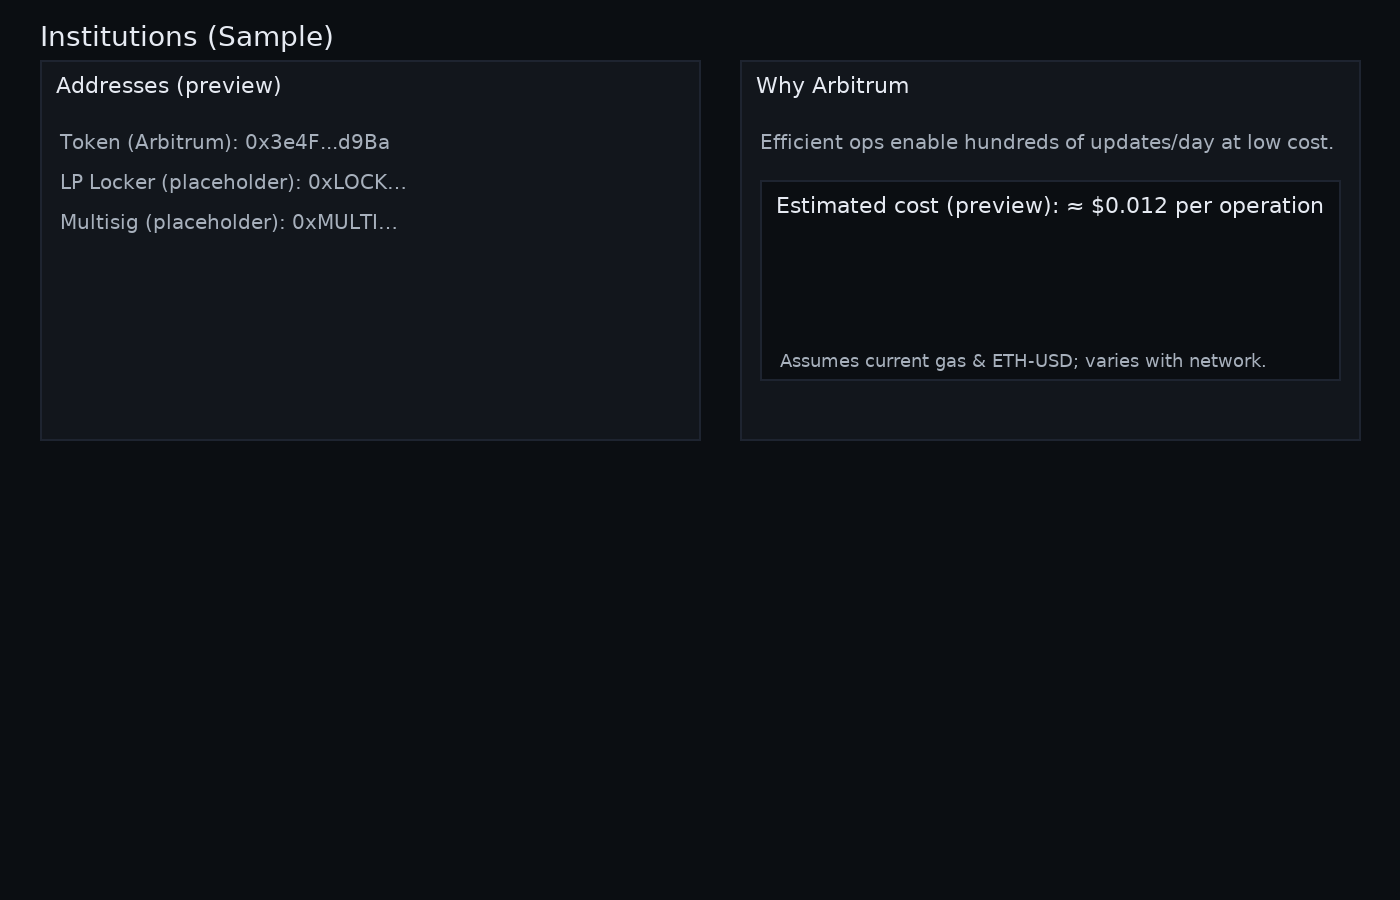 Institutions (Sample)
Addresses (preview)
Token (Arbitrum): 0x3e4F...d9Ba
LP Locker (placeholder): 0xLOCK...
Multisig (placeholder): 0xMULTI...
Why Arbitrum
Efficient ops enable hundreds of updates/day at low cost.
Estimated cost (preview): ≈ $0.012 per operation
Assumes current gas & ETH-USD; varies with network.